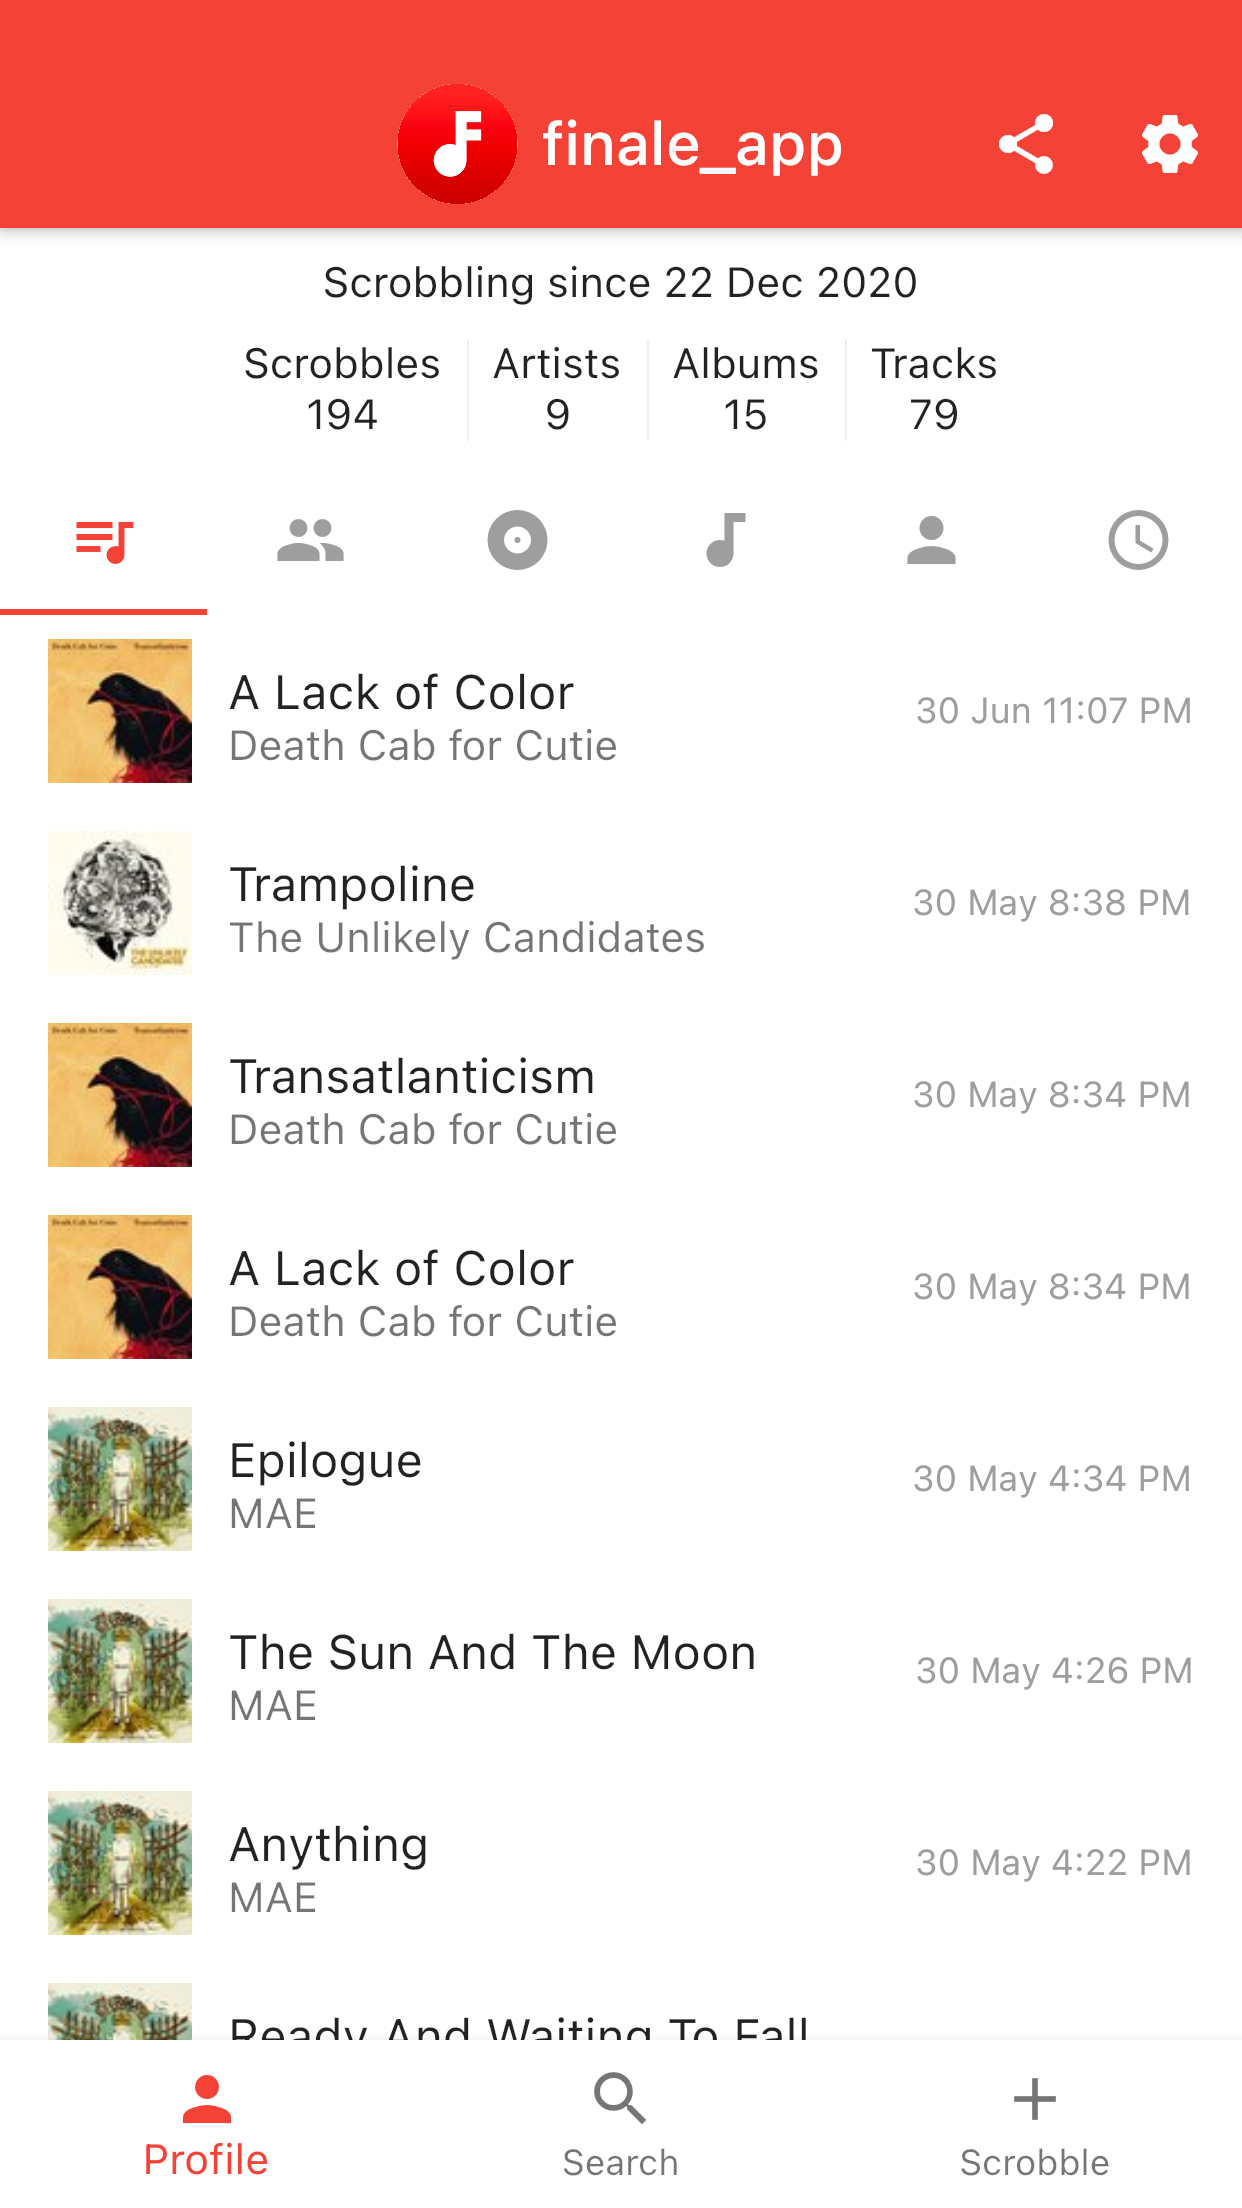 finale_app
Scrobbling since 22 Dec 2020
Scrobbles Artists Albums Tracks
194 9 15 79
A Lack of Color
Death Cab for Cutie
30 Jun 11:07 PM
Trampoline
The Unlikely Candidates
30 May 8:38 PM
THE UNLIKELY
CANDIDATES
Transatlanticism
Death Cab for Cutie
30 May 8:34 PM
A Lack of Color
Death Cab for Cutie
30 May 8:34 PM
Epilogue
MAE
30 May 4:34 PM
The Sun And The Moon
MAE
30 May 4:26 PM
Anything
MAE
30 May 4:22 PM
Ready And Waiting To Fall
Profile Search Scrobble